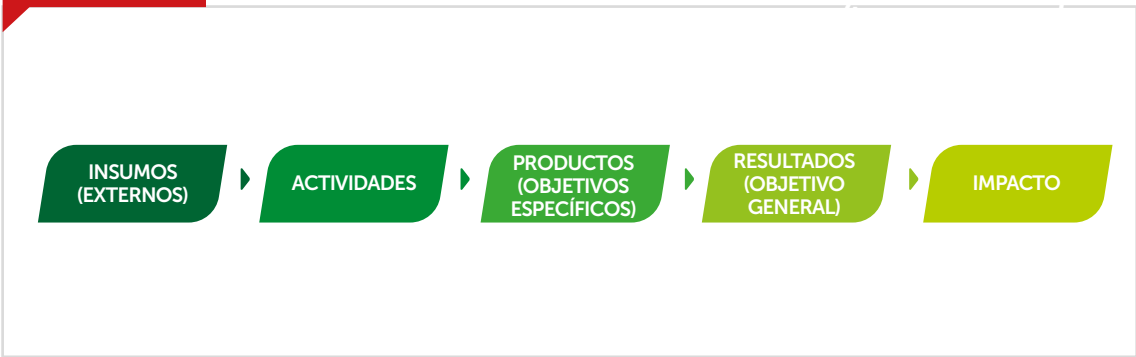 INSUMOS
(EXTERNOS)
ACTIVIDADES
PRODUCTOS
(OBJETIVOS
ESPECÍFICOS)
RESULTADOS
(OBJETIVO
GENERAL)
IMPACTO